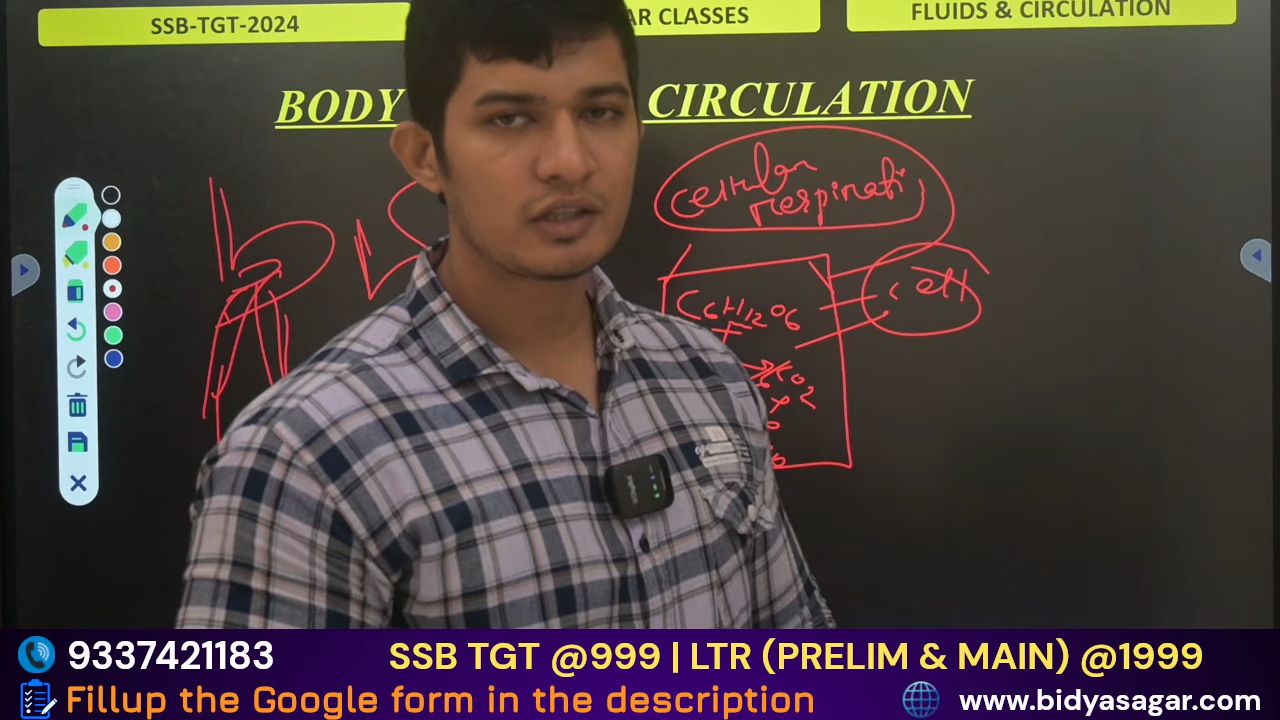 SSB-TGT-2024
AR CLASSES
FLUIDS & CIRCULATION
BODY
CIRCULATION
cellular
respirati
C6H12O6
cell
9337421183
SSB TGT @999 | LTR (PRELIM & MAIN) @1999
Fillup the Google form in the description
www.bidyasagar.com